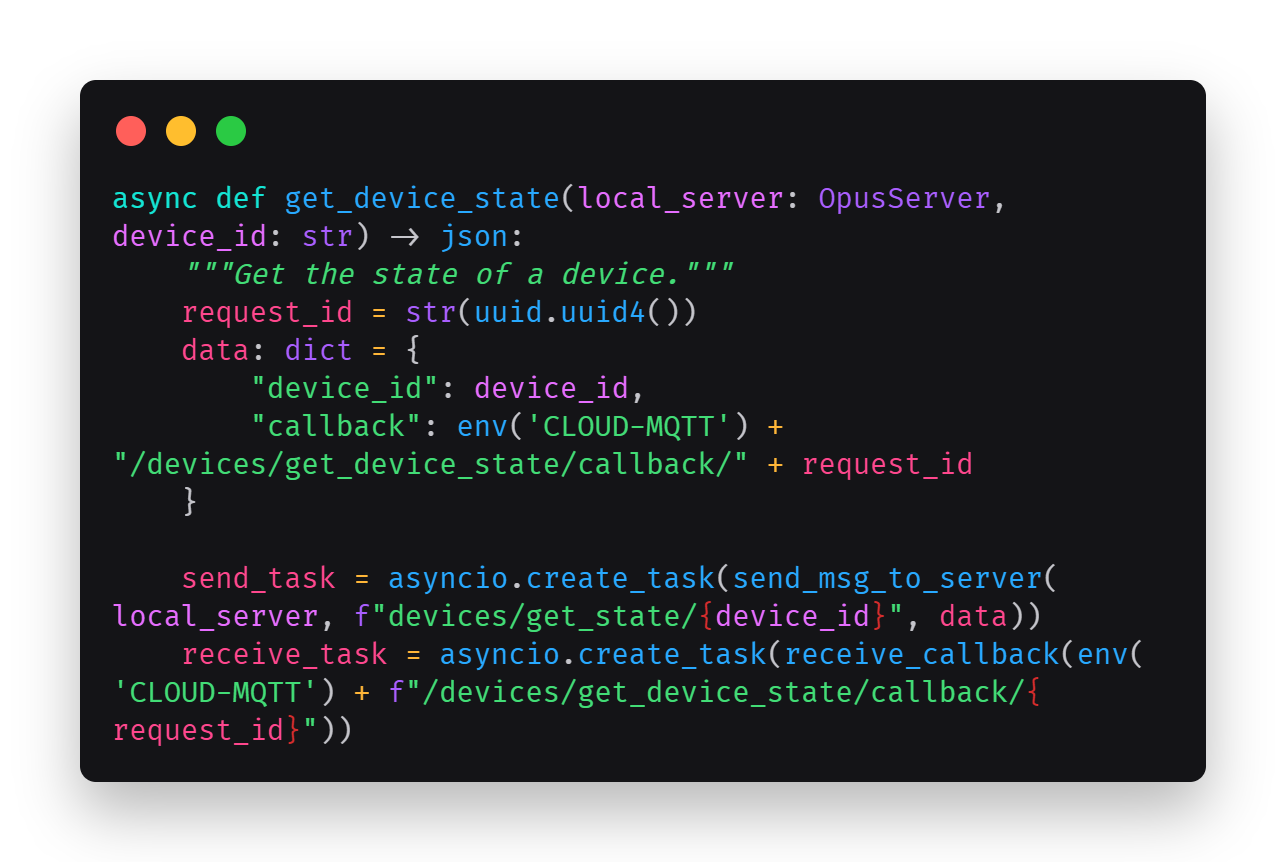 async def get_device_state(local_server: OpusServer,
device_id: str) -> json:
    """Get the state of a device."""
    request_id = str(uuid.uuid4())
    data: dict = {
        "device_id": device_id,
        "callback": env('CLOUD-MQTT') +
"/devices/get_device_state/callback/" + request_id
    }

    send_task = asyncio.create_task(send_msg_to_server(
local_server, f"devices/get_state/{device_id}", data))
    receive_task = asyncio.create_task(receive_callback(env(
'CLOUD-MQTT') + f"/devices/get_device_state/callback/{
request_id}"))